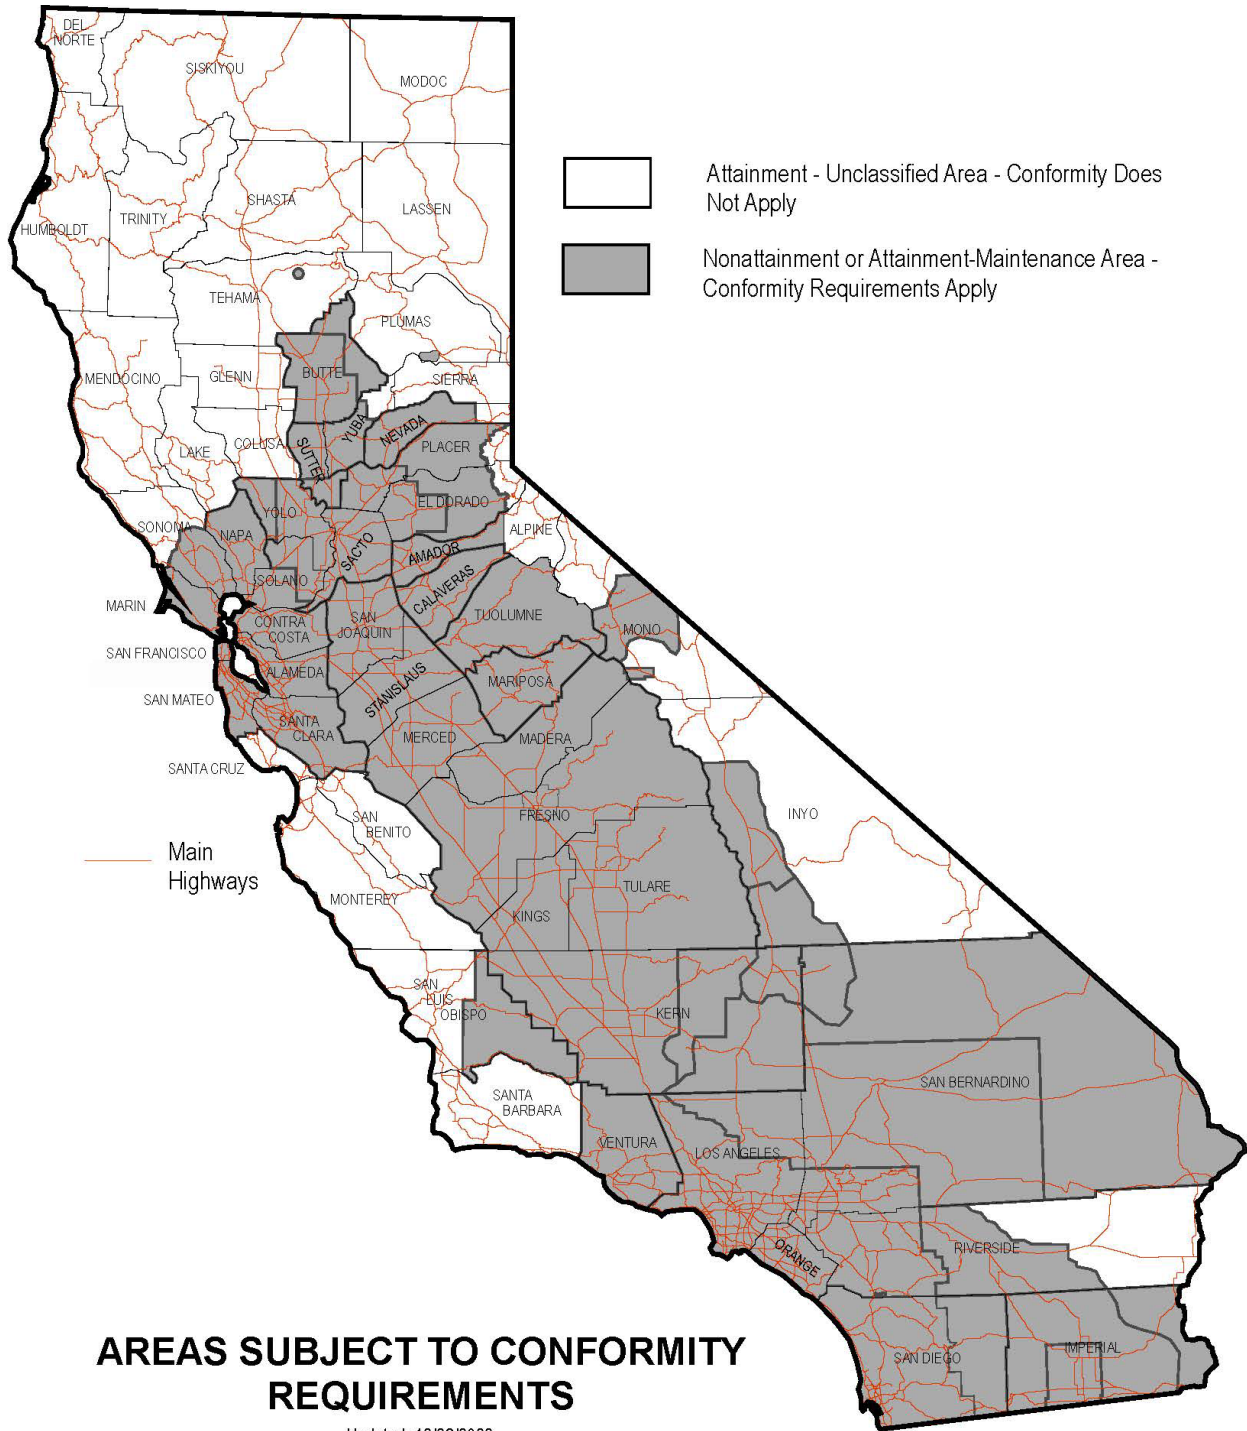 DEL
NORTE
SISKIYOU
MODOC
Attainment - Unclassified Area - Conformity Does
Not Apply
HUMBOLDT
TRINITY
SHASTA
LASSEN
Nonattainment or Attainment-Maintenance Area -
Conformity Requirements Apply
TEHAMA
PLUMAS
MENDOCINO
GLENN
BUTTE
SIERRA
LAKE
COLUSA
SUTTER
YUBA
NEVADA
PLACER
SONOMA
NAPA
YOLO
EL DORADO
SAC'TO
AMADOR
ALPINE
SOLANO
CALAVERAS
MARIN
CONTRA
COSTA
SAN
JOAQUIN
TUOLUMNE
MONO
SAN FRANCISCO
ALAMEDA
STANISLAUS
MARIPOSA
SAN MATEO
SANTA
CLARA
MERCED
MADERA
SANTA CRUZ
SAN
BENITO
FRESNO
INYO
Main
Highways
MONTEREY
KINGS
TULARE
SAN
LUIS
OBISPO
KERN
SANTA
BARBARA
SAN BERNARDINO
VENTURA
LOS ANGELES
ORANGE
RIVERSIDE
SAN DIEGO
IMPERIAL
AREAS SUBJECT TO CONFORMITY
REQUIREMENTS